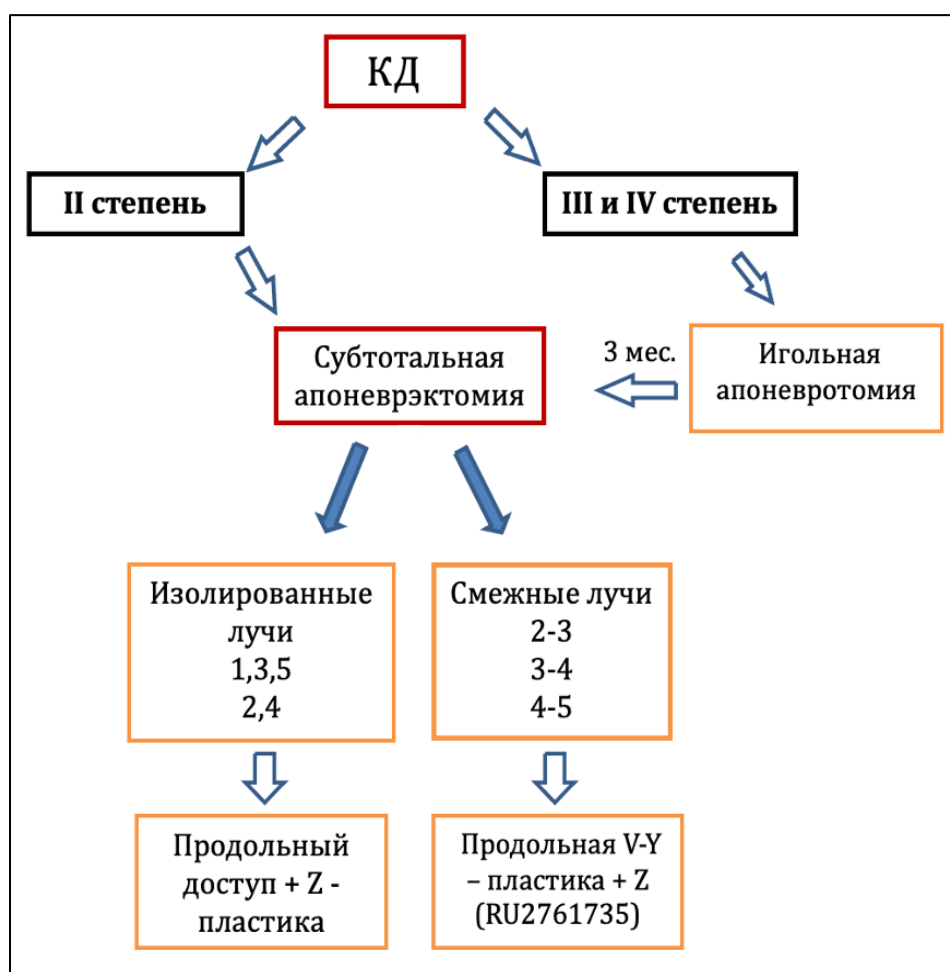 КД
II степень
III и IV степень
Субтотальная
апоневрэктомия
3 мес.
Игольная
апоневротомия
Изолированные
лучи
1,3,5
2,4
Смежные лучи
2-3
3-4
4-5
Продольный
доступ + Z -
пластика
Продольная V-Y
– пластика + Z
(RU2761735)